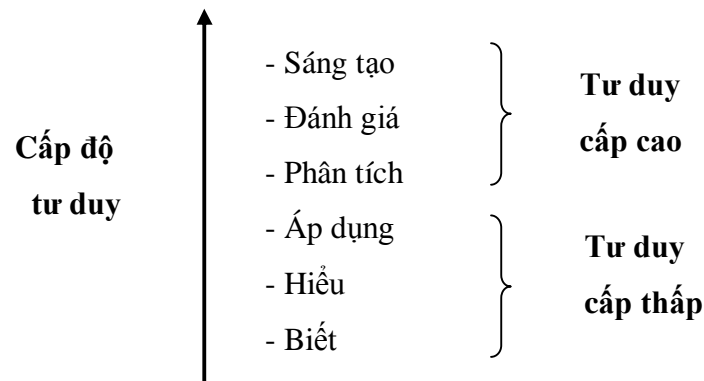 Cấp độ
tư duy
- Sáng tạo
- Đánh giá
- Phân tích
- Áp dụng
- Hiểu
- Biết
Tư duy
cấp cao
Tư duy
cấp thấp